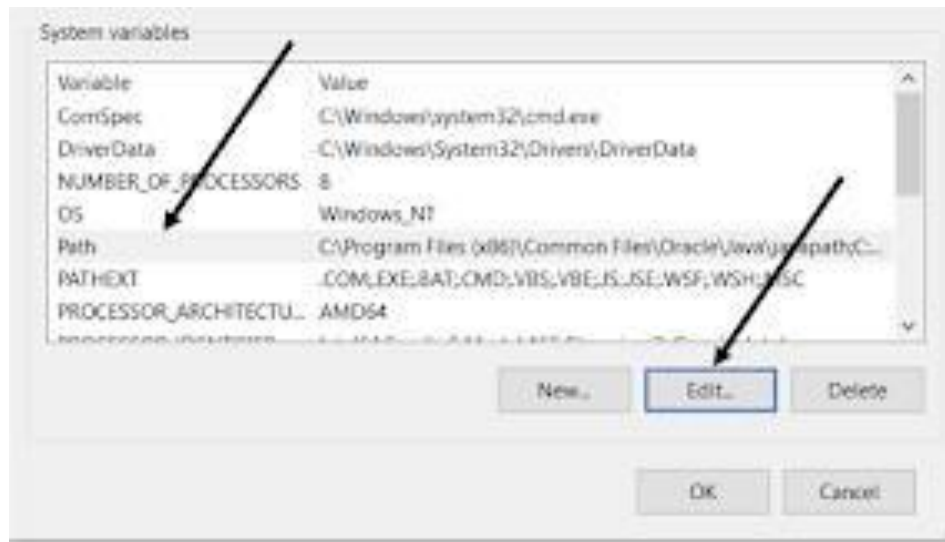 System variables
Variable Value
ComSpec C:\Windows\system32\cmd.exe
DriverData C:\Windows\System32\Drivers\DriverData
NUMBER_OF_PROCESSORS 8
OS Windows_NT
Path C:\Program Files (x86)\Common Files\Oracle\Java\javapath;C:...
PATHEXT .COM;.EXE;.BAT;.CMD;.VBS;.VBE;.JS;.JSE;.WSF;.WSH;.MSC
PROCESSOR_ARCHITECTU... AMD64
New... Edit... Delete
OK Cancel